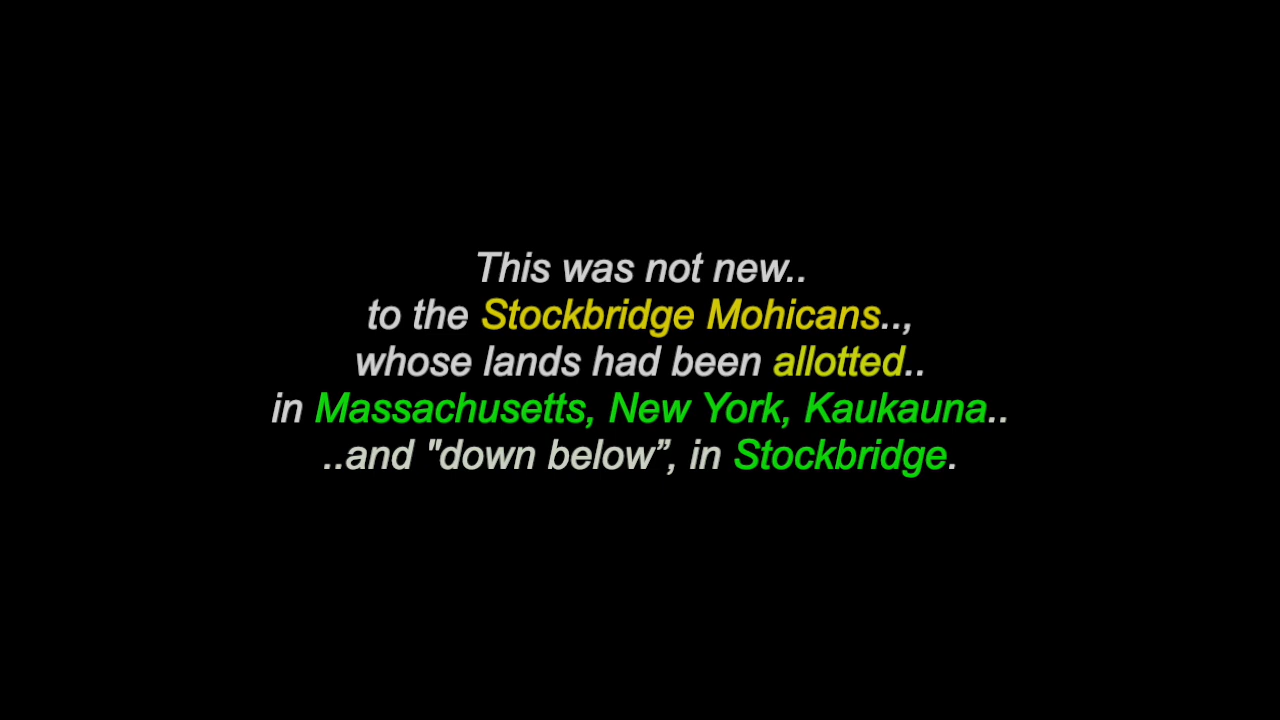 This was not new..
to the Stockbridge Mohicans..,
whose lands had been allotted..
in Massachusetts, New York, Kaukauna..
..and "down below”, in Stockbridge.